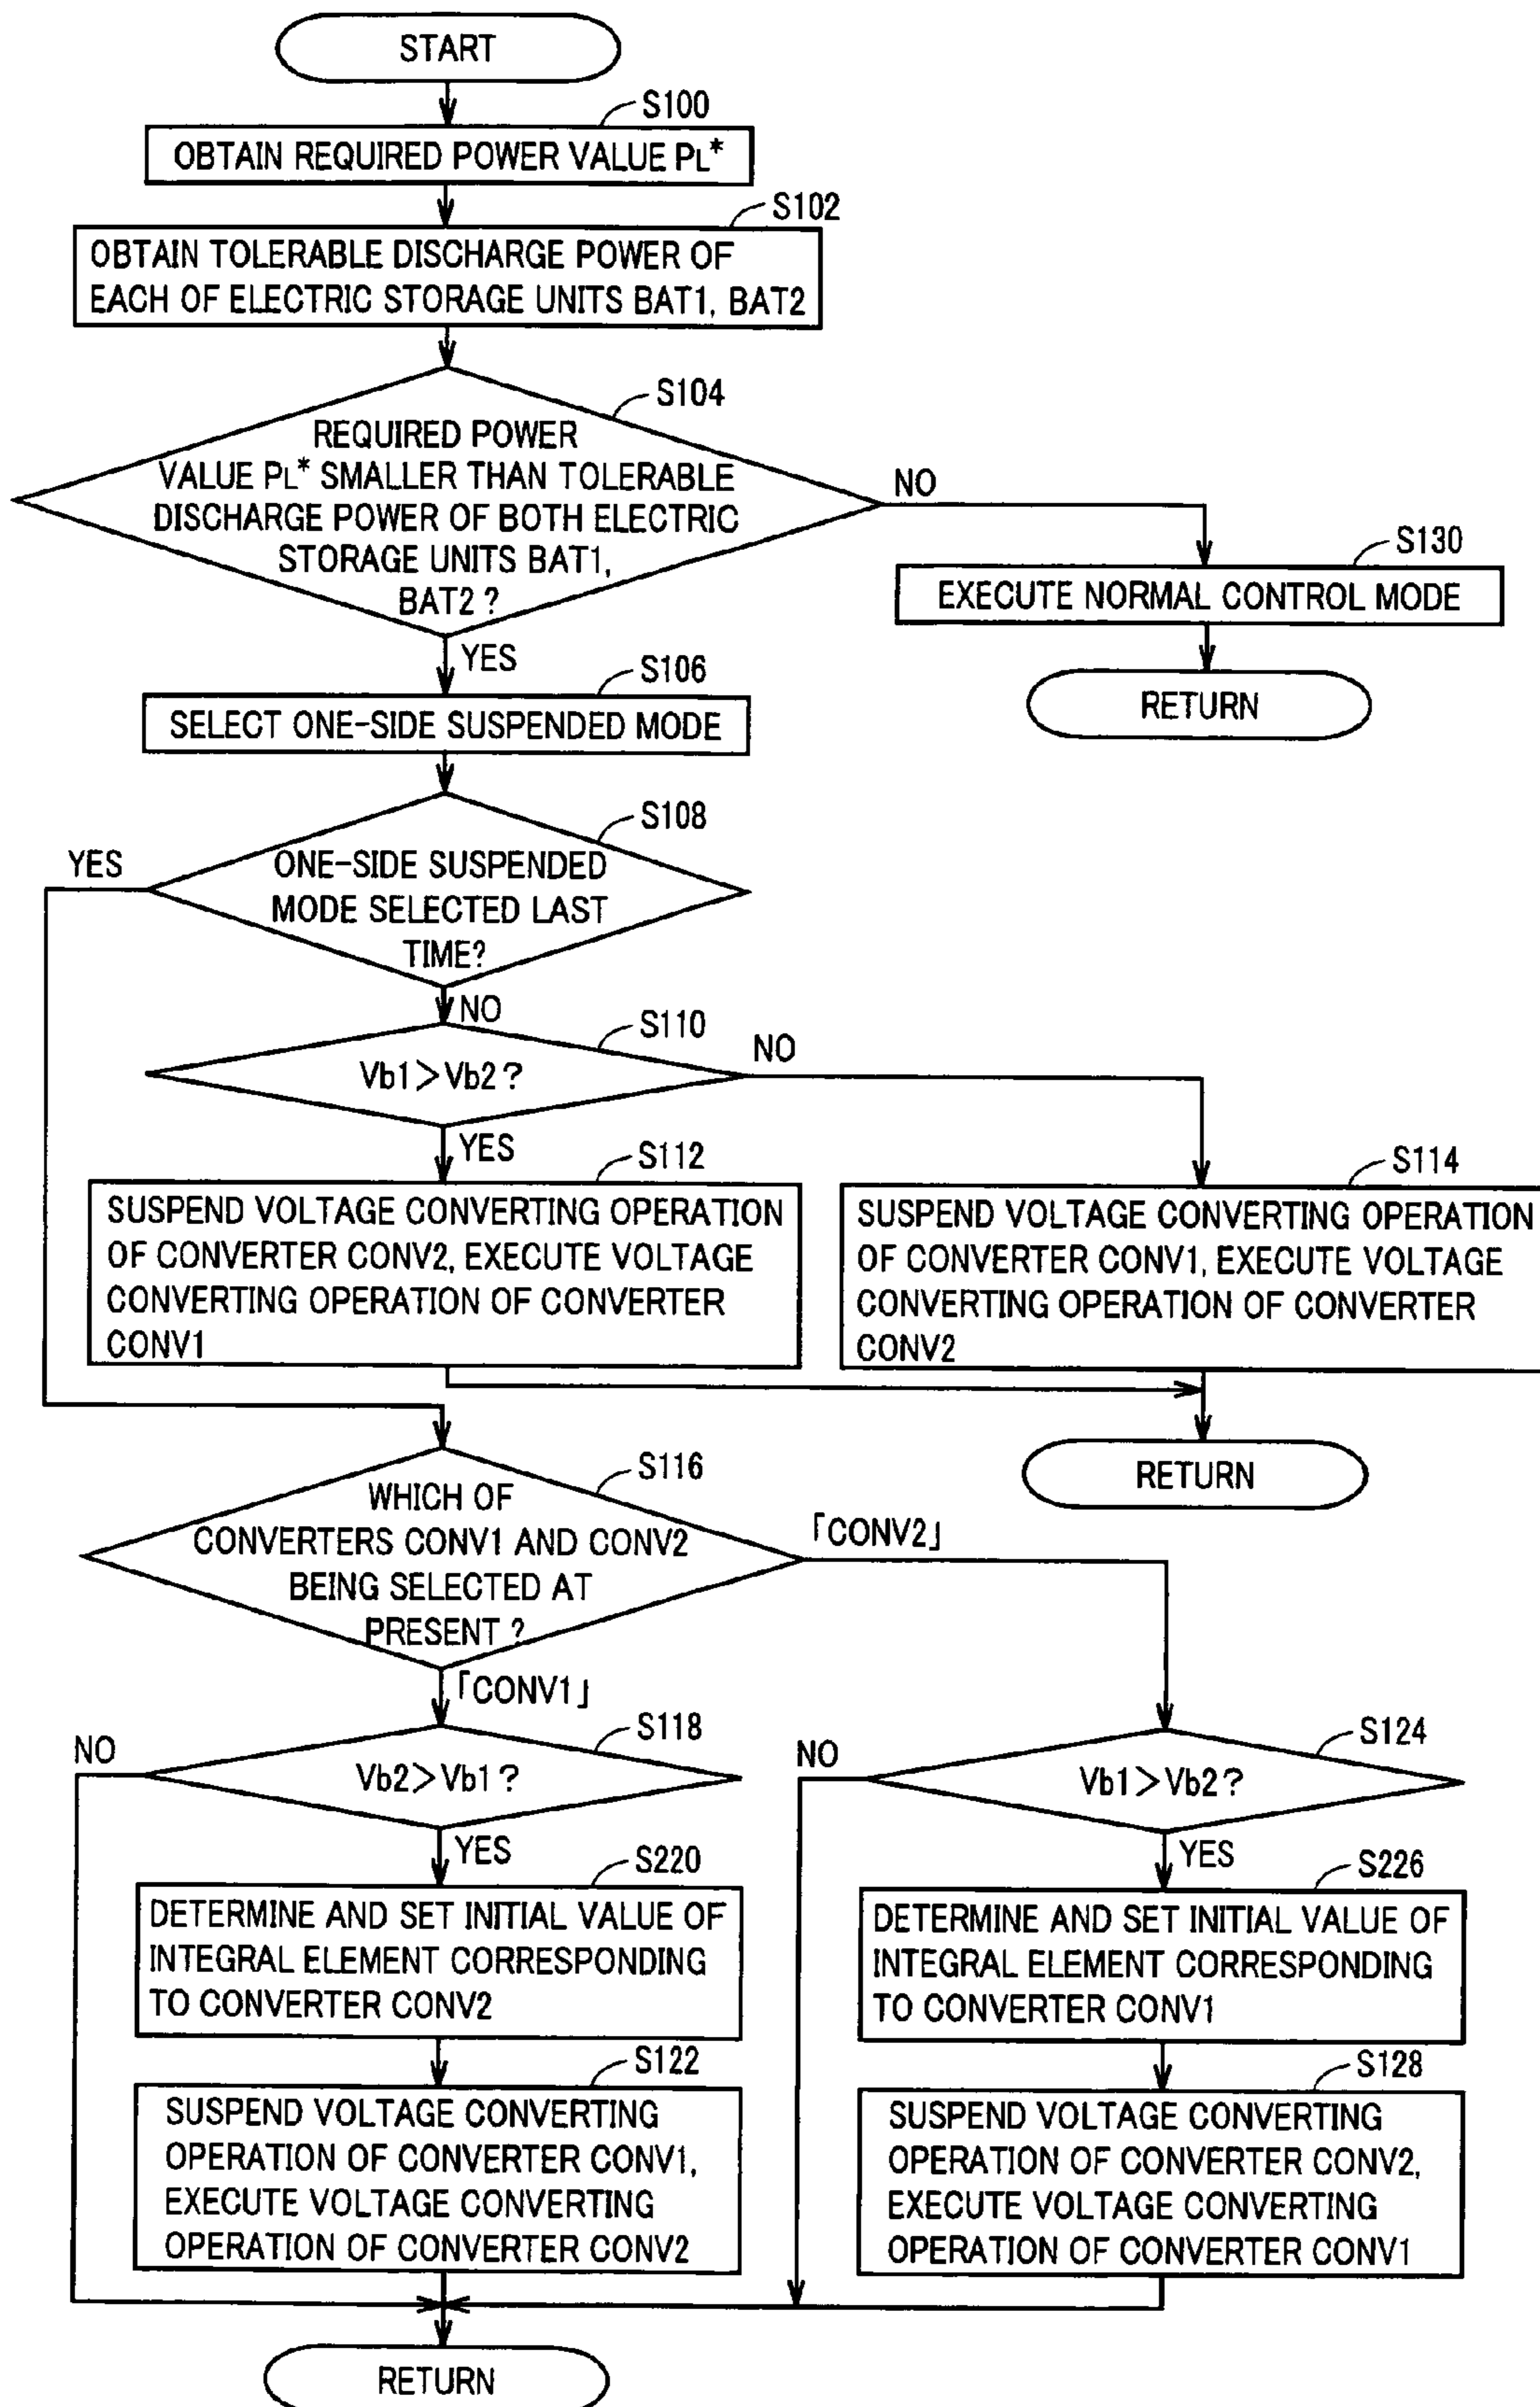 START
S100
OBTAIN REQUIRED POWER VALUE PL*
S102
OBTAIN TOLERABLE DISCHARGE POWER OF
EACH OF ELECTRIC STORAGE UNITS BAT1, BAT2
S104
REQUIRED POWER
VALUE PL* SMALLER THAN TOLERABLE
DISCHARGE POWER OF BOTH ELECTRIC
STORAGE UNITS BAT1,
BAT2 ?
NO
S130
EXECUTE NORMAL CONTROL MODE
RETURN
YES
S106
SELECT ONE-SIDE SUSPENDED MODE
S108
YES
ONE-SIDE SUSPENDED
MODE SELECTED LAST
TIME?
NO
S110
Vb1>Vb2?
NO
YES
S112
SUSPEND VOLTAGE CONVERTING OPERATION
OF CONVERTER CONV2, EXECUTE VOLTAGE
CONVERTING OPERATION OF CONVERTER
CONV1
S114
SUSPEND VOLTAGE CONVERTING OPERATION
OF CONVERTER CONV1, EXECUTE VOLTAGE
CONVERTING OPERATION OF CONVERTER
CONV2
RETURN
S116
WHICH OF
CONVERTERS CONV1 AND CONV2
BEING SELECTED AT
PRESENT ?
「CONV2」
「CONV1」
S118
NO
Vb2>Vb1?
YES
S124
NO
Vb1>Vb2?
YES
S220
DETERMINE AND SET INITIAL VALUE OF
INTEGRAL ELEMENT CORRESPONDING
TO CONVERTER CONV2
S226
DETERMINE AND SET INITIAL VALUE OF
INTEGRAL ELEMENT CORRESPONDING
TO CONVERTER CONV1
S122
SUSPEND VOLTAGE CONVERTING
OPERATION OF CONVERTER CONV1,
EXECUTE VOLTAGE CONVERTING
OPERATION OF CONVERTER CONV2
S128
SUSPEND VOLTAGE CONVERTING
OPERATION OF CONVERTER CONV2,
EXECUTE VOLTAGE CONVERTING
OPERATION OF CONVERTER CONV1
RETURN